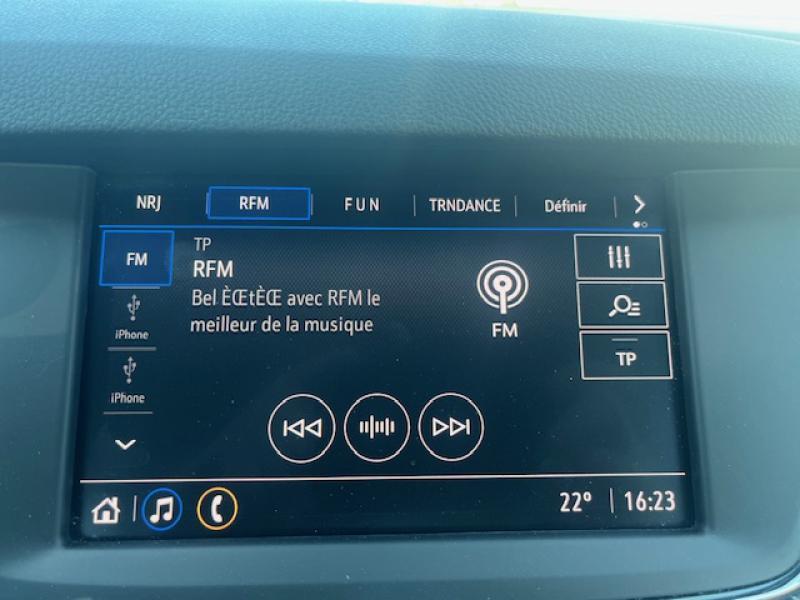 NRJ RFM FUN TRNDANCE Définir
FM
TP
RFM
Bel ÈŒtÈŒ avec RFM le
meilleur de la musique
FM
iPhone
iPhone
TP
22° 16:23